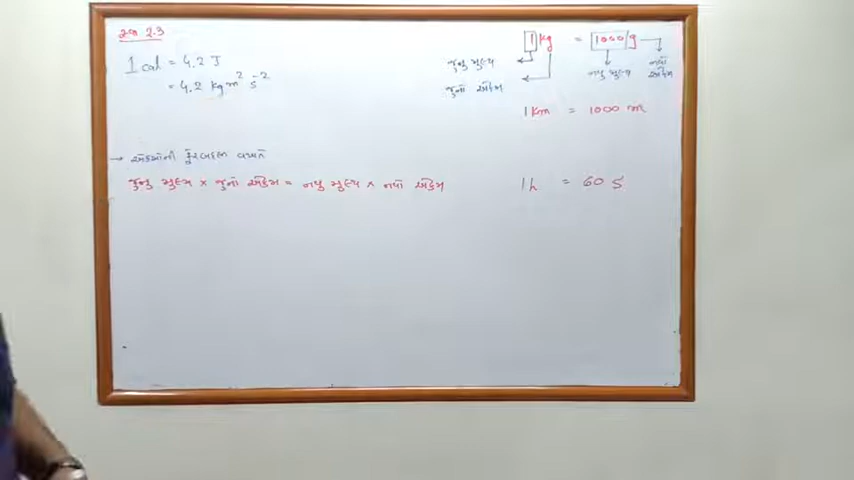 પ્રશ્ન 2.3
1 cal = 4.2 J
= 4.2 kg m² s⁻²
1 kg = 1000 g
જુનુ મુલ્ય
જુનો એકમ
નવુ મુલ્ય
નવો એકમ
1 Km = 1000 m
→ એકમોની ફેરબદલ વખતે
જુનુ મુલ્ય × જુનો એકમ = નવુ મુલ્ય × નવો એકમ
1 h = 60 S